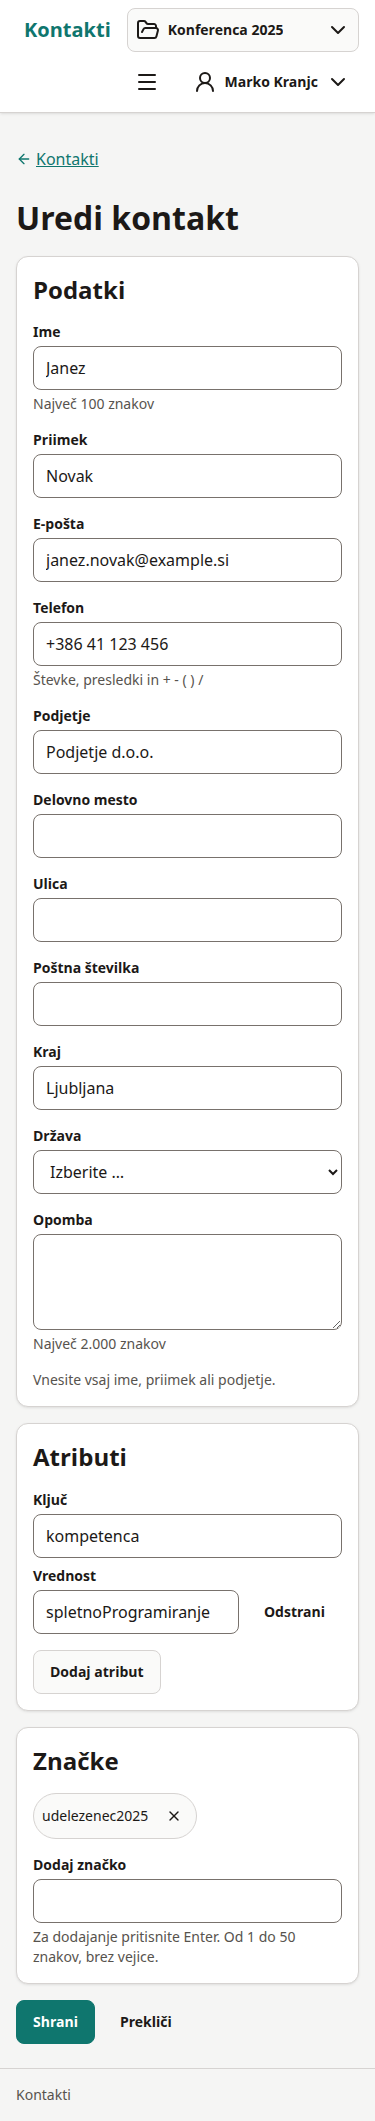 Kontakti
Konferenca 2025
Marko Kranjc
Kontakti
Uredi kontakt
Podatki
Ime
Janez
Največ 100 znakov
Priimek
Novak
E-pošta
janez.novak@example.si
Telefon
+386 41 123 456
Števke, presledki in + - ( ) /
Podjetje
Podjetje d.o.o.
Delovno mesto
Ulica
Poštna številka
Kraj
Ljubljana
Država
Izberite ...
Opomba
Največ 2.000 znakov
Vnesite vsaj ime, priimek ali podjetje.
Atributi
Ključ
kompetenca
Vrednost
spletnoProgramiranje
Odstrani
Dodaj atribut
Značke
udelezenec2025
Dodaj značko
Za dodajanje pritisnite Enter. Od 1 do 50
znakov, brez vejice.
Shrani
Prekliči
Kontakti